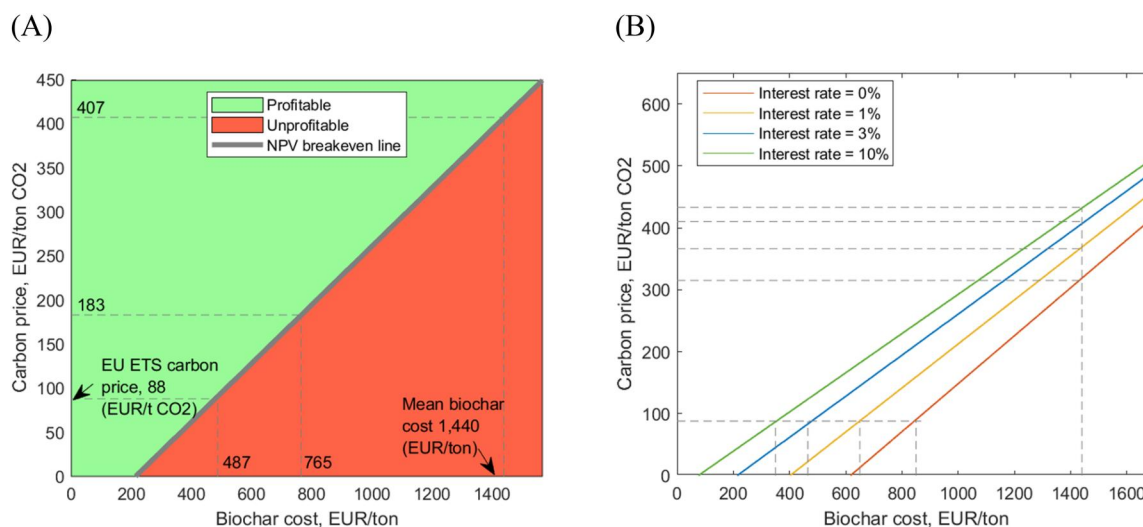 (A)
450
400
350
300
250
200
150
100
50
0
Carbon price, EUR/ton CO2
407
183
EU ETS carbon
price, 88
(EUR/t CO2)
Profitable
Unprofitable
NPV breakeven line
Mean biochar
cost 1,440
(EUR/ton)
487
765
0 200 400 600 800 1000 1200 1400
Biochar cost, EUR/ton
(B)
600
500
400
300
200
100
0
Carbon price, EUR/ton CO2
Interest rate = 0%
Interest rate = 1%
Interest rate = 3%
Interest rate = 10%
0 200 400 600 800 1000 1200 1400 1600
Biochar cost, EUR/ton